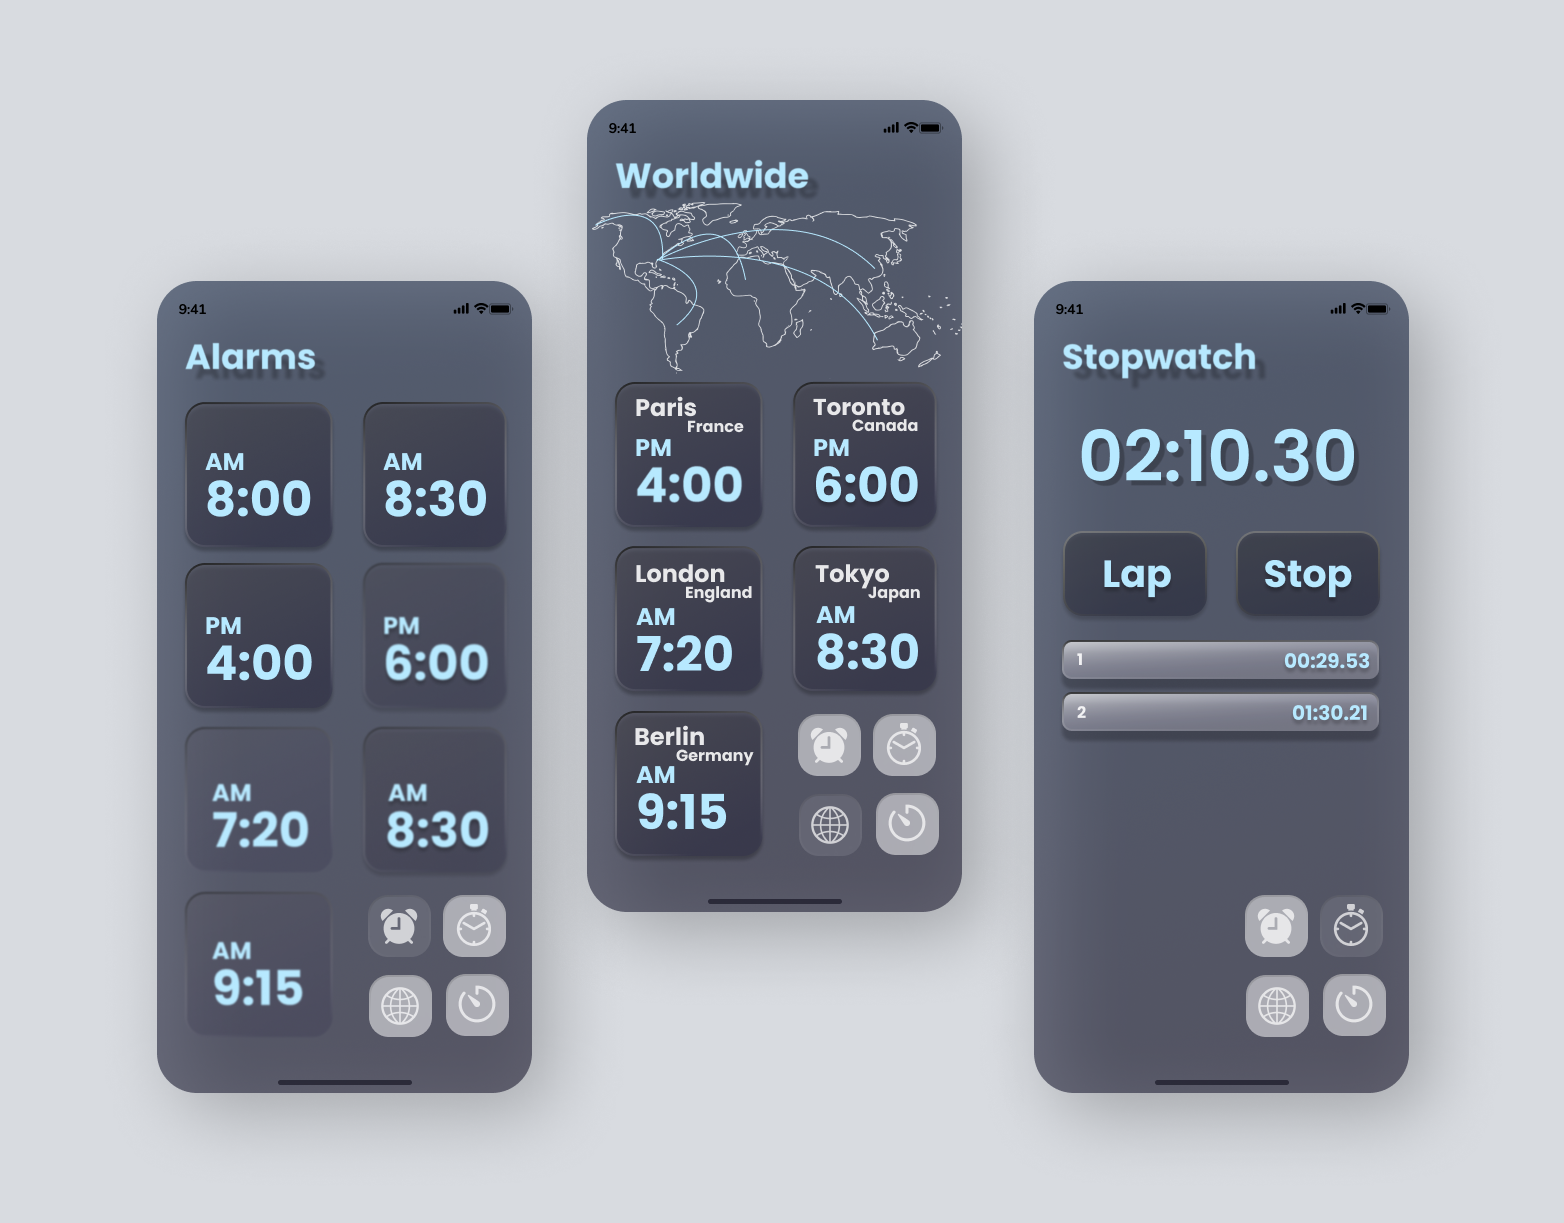 9:41
Alarms
AM
8:00
AM
8:30
PM
4:00
PM
6:00
AM
7:20
AM
8:30
AM
9:15
9:41
Worldwide
Paris
France
PM
4:00
Toronto
Canada
PM
6:00
London
England
AM
7:20
Tokyo
Japan
AM
8:30
Berlin
Germany
AM
9:15
9:41
Stopwatch
02:10.30
Lap
Stop
1 00:29.53
2 01:30.21